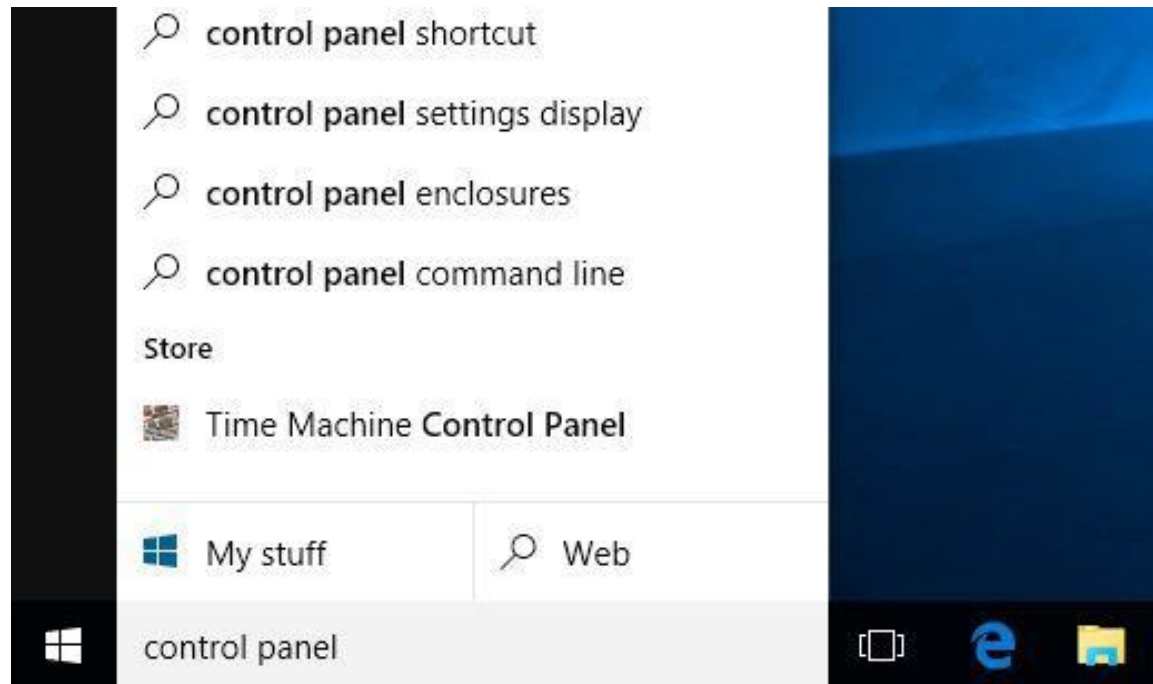 control panel shortcut
control panel settings display
control panel enclosures
control panel command line
Store
Time Machine Control Panel
My stuff
Web
control panel